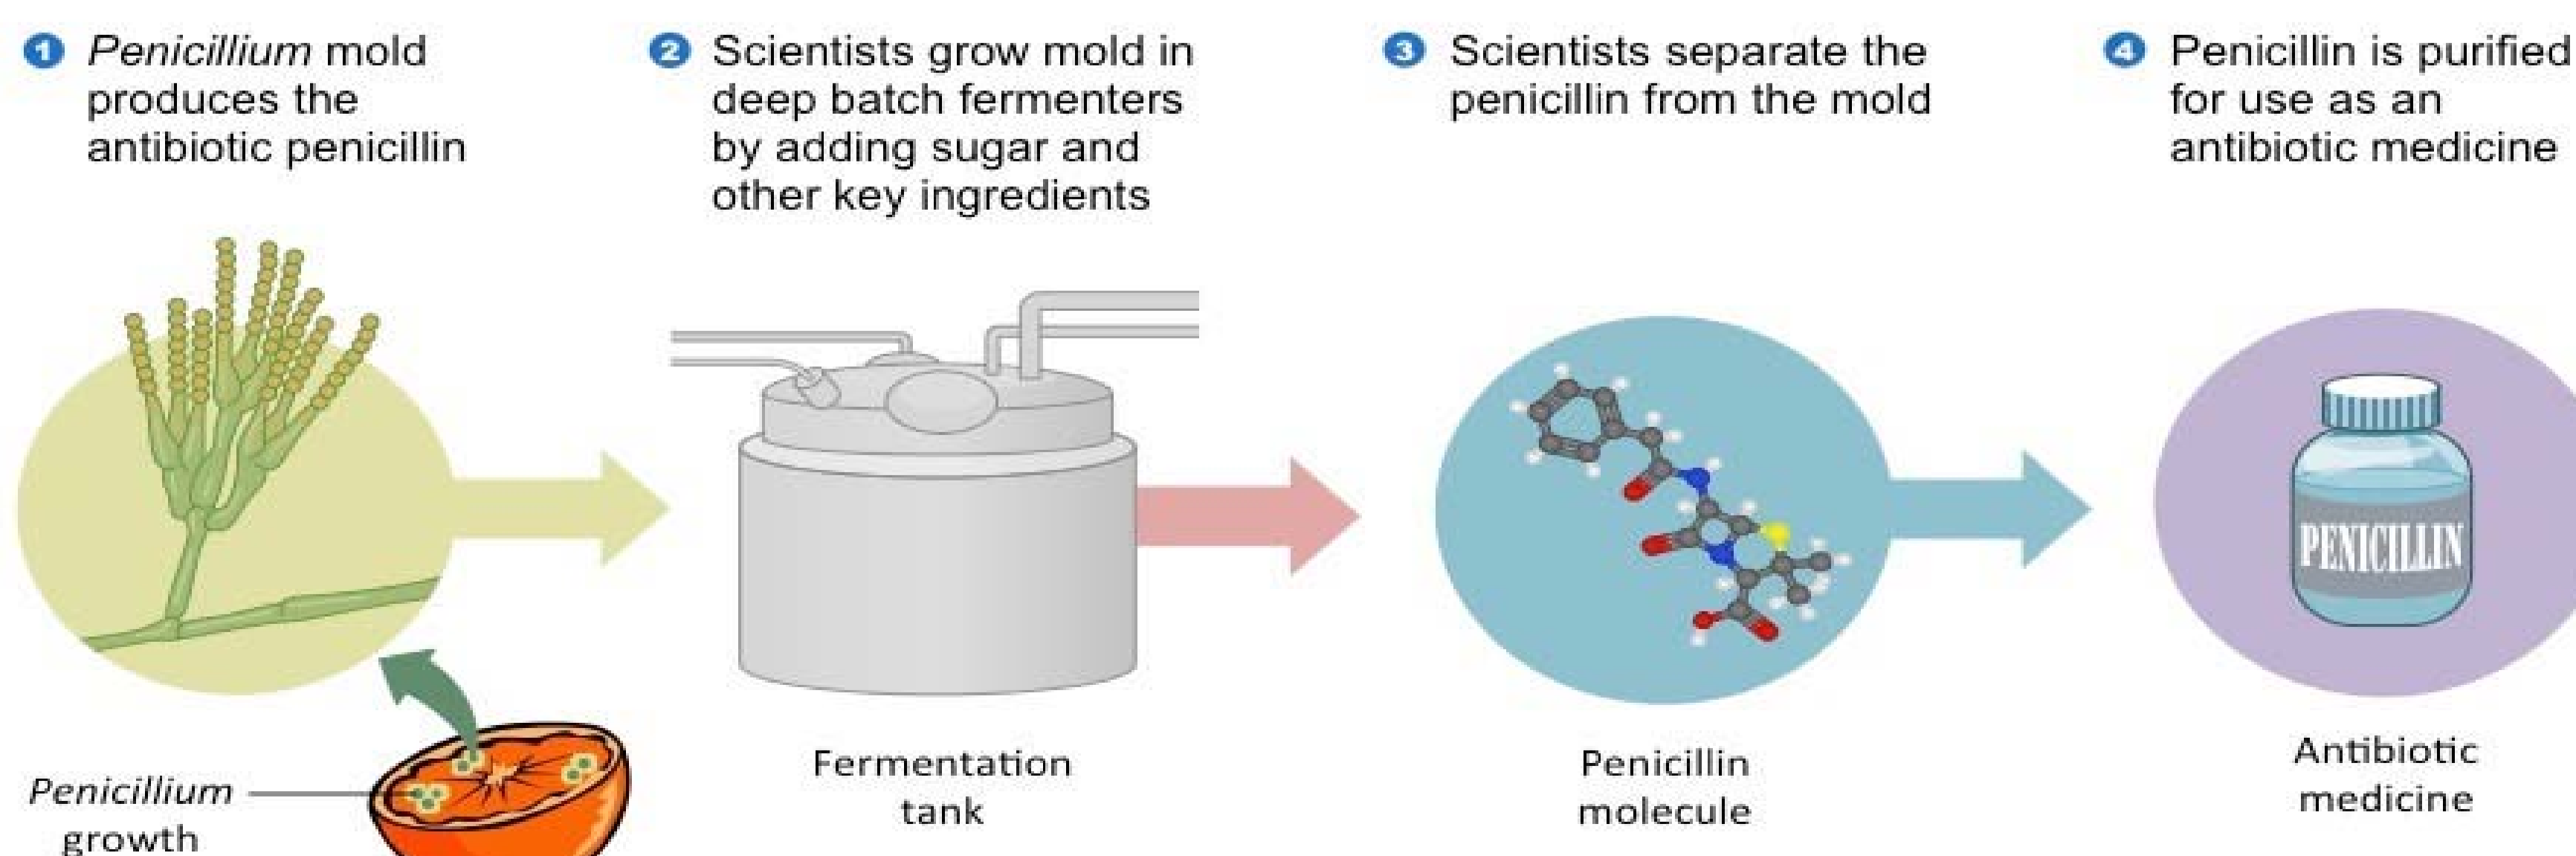 1 Penicillium mold
produces the
antibiotic penicillin
2 Scientists grow mold in
deep batch fermenters
by adding sugar and
other key ingredients
3 Scientists separate the
penicillin from the mold
4 Penicillin is purified
for use as an
antibiotic medicine
PENICILLIN
Penicillium
growth
Fermentation
tank
Penicillin
molecule
Antibiotic
medicine